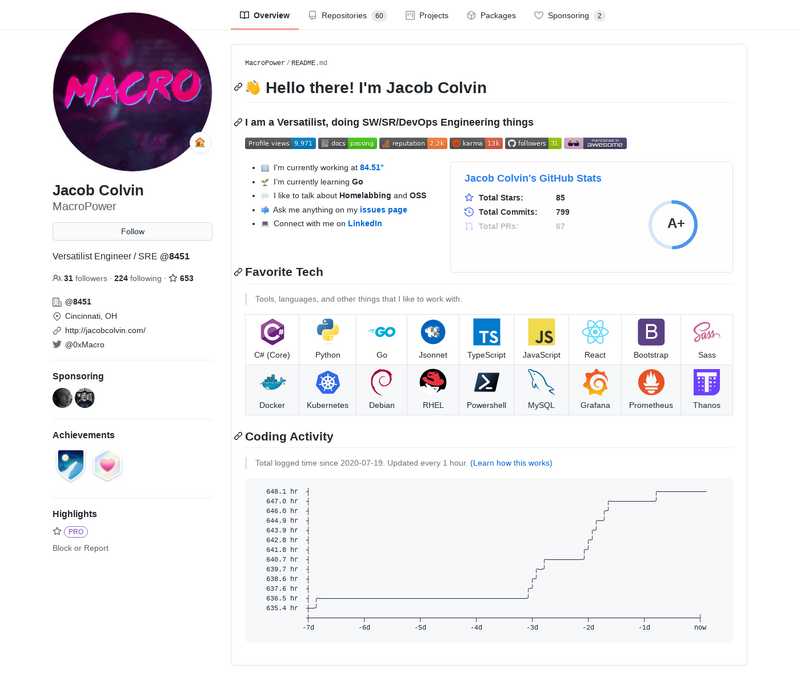 Overview
Repositories 60
Projects
Packages
Sponsoring 2
MACRO
Jacob Colvin
MacroPower
Follow
Versatilist Engineer / SRE @8451
31 followers · 224 following · 653
@8451
Cincinnati, OH
http://jacobcolvin.com/
@0xMacro
Sponsoring
Achievements
Highlights
PRO
Block or Report
MacroPower / README.md
Hello there! I'm Jacob Colvin
I am a Versatilist, doing SW/SR/DevOps Engineering things
Profile views 9,971
docs passing
reputation 2.2k
karma 13k
followers 31
awesome
I'm currently working at 84.51°
I'm currently learning Go
I like to talk about Homelabbing and OSS
Ask me anything on my issues page
Connect with me on LinkedIn
Jacob Colvin's GitHub Stats
Total Stars: 85
Total Commits: 799
Total PRs: 67
A+
Favorite Tech
Tools, languages, and other things that I like to work with.
TS
JS
B
Sass
C# (Core)
Python
Go
Jsonnet
TypeScript
JavaScript
React
Bootstrap
Sass
Docker
Kubernetes
Debian
RHEL
Powershell
MySQL
Grafana
Prometheus
Thanos
Coding Activity
Total logged time since 2020-07-19. Updated every 1 hour (Learn how this works)
648.1 hr
647.0 hr
646.0 hr
644.9 hr
643.9 hr
642.8 hr
641.8 hr
640.7 hr
639.7 hr
638.6 hr
637.6 hr
636.5 hr
635.4 hr
-7d -6d -5d -4d -3d -2d -1d now